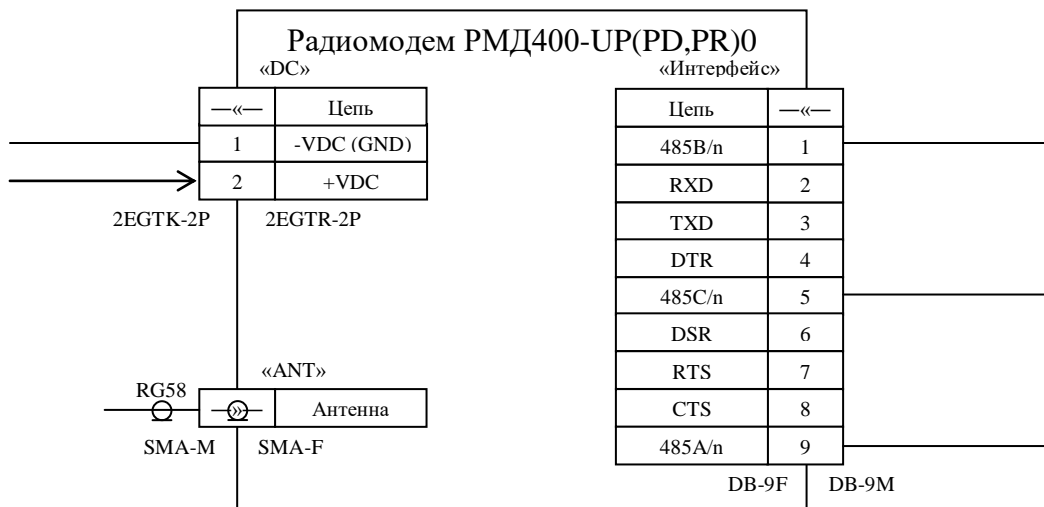 Радиомодем РМД400-UP(PD,PR)0
«DC»
—«— Цепь
1 -VDC (GND)
2 +VDC
2EGTK-2P 2EGTR-2P
«ANT»
RG58
—»— Антенна
SMA-M SMA-F
«Интерфейс»
Цепь —«—
485B/n 1
RXD 2
TXD 3
DTR 4
485C/n 5
DSR 6
RTS 7
CTS 8
485A/n 9
DB-9F DB-9M